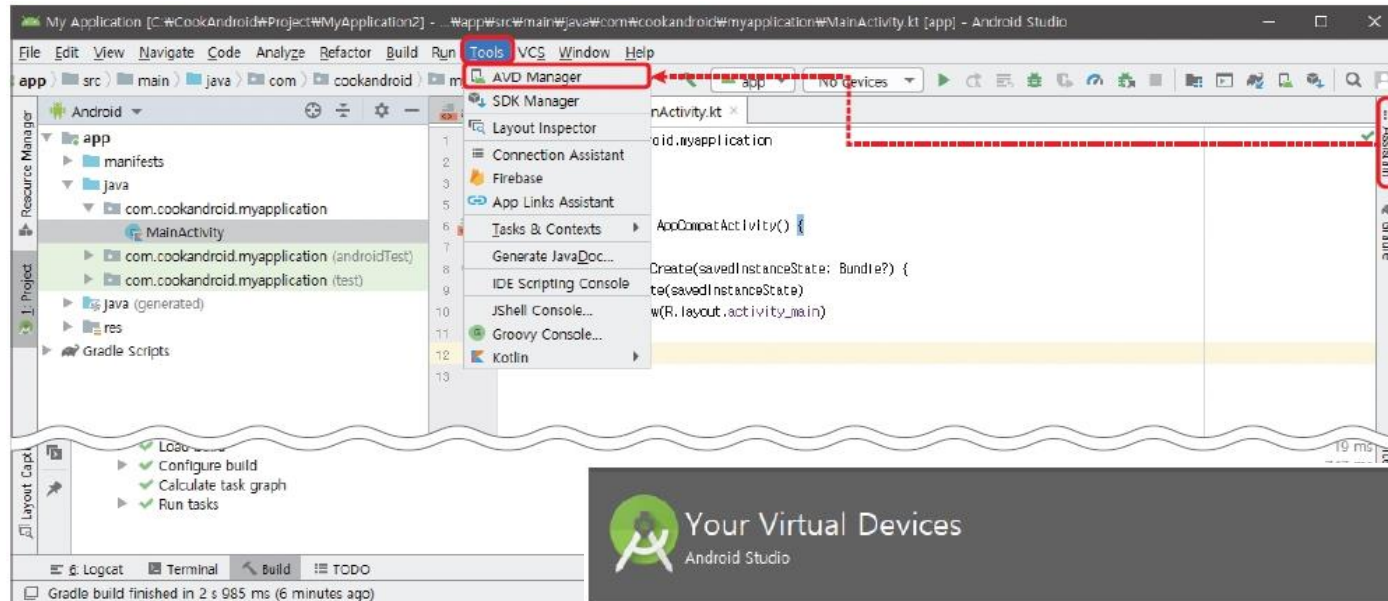 My Application [C:₩CookAndroid₩Project₩MyApplication2] - ...₩app₩src₩main₩java₩com₩cookandroid₩myapplication₩MainActivity.kt [app] - Android Studio
File Edit View Navigate Code Analyze Refactor Build Run Tools VCS Window Help
app src main java com cookandroid m
app No devices
AVD Manager
SDK Manager
Layout Inspector
Connection Assistant
Firebase
App Links Assistant
Tasks & Contexts
Generate JavaDoc...
IDE Scripting Console
JShell Console...
Groovy Console...
Kotlin
Resource Manager
1: Project
Android
app
manifests
java
com.cookandroid.myapplication
MainActivity
com.cookandroid.myapplication (androidTest)
com.cookandroid.myapplication (test)
java (generated)
res
Gradle Scripts
nActivity.kt
1 oid.myapplication
2
3
5
6 AppCompatActivity() {
7
8 Create(savedInstanceState: Bundle?) {
9 te(savedInstanceState)
10 w(R.layout.activity_main)
11
12
13
Gradle
Layout Capt
Load build
Configure build
Calculate task graph
Run tasks
19 ms
6: Logcat Terminal Build TODO
Gradle build finished in 2 s 985 ms (6 minutes ago)
Your Virtual Devices
Android Studio